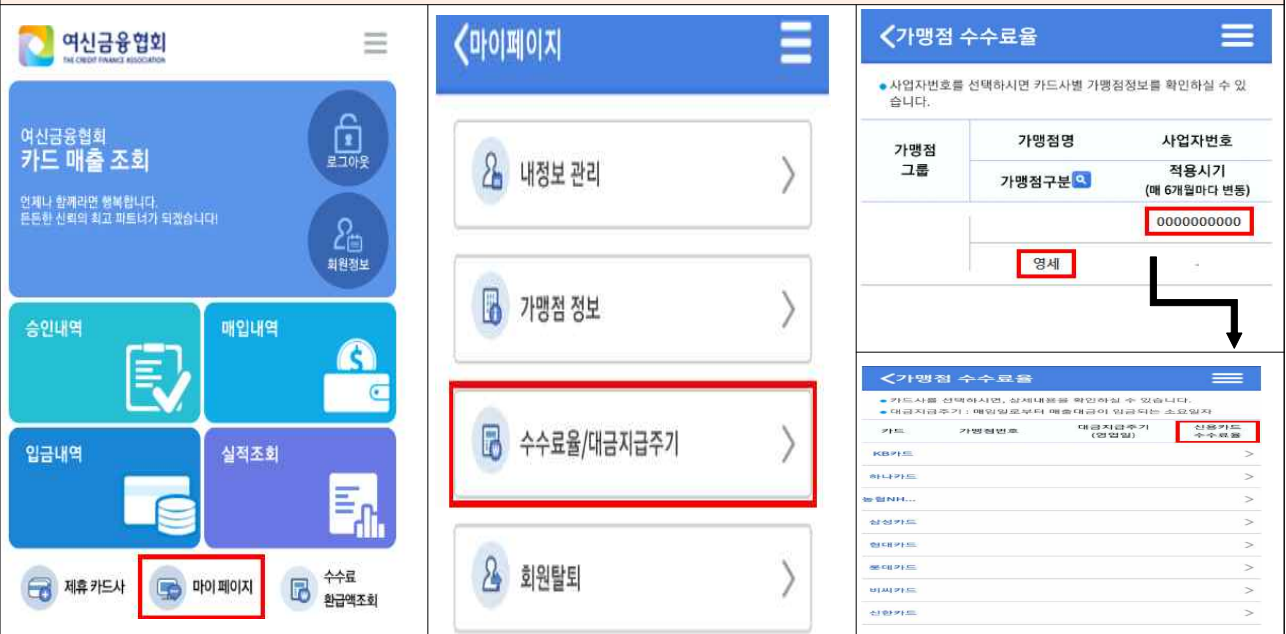 여신금융협회
THE CREDIT FINANCE ASSOCIATION
여신금융협회
카드 매출 조회
언제나 함께라면 행복합니다.
든든한 신뢰의 최고 파트너가 되겠습니다!
로그아웃
회원정보
승인내역
매입내역
입금내역
실적조회
제휴 카드사
마이 페이지
수수료
환급액조회
마이페이지
내정보 관리
가맹점 정보
수수료율/대금지급주기
회원탈퇴
가맹점 수수료율
사업자번호를 선택하시면 카드사별 가맹점정보를 확인하실 수 있
습니다.
가맹점
그룹
가맹점명
사업자번호
가맹점구분
적용시기
(매 6개월마다 변동)
0000000000
영세
-
가맹점 수수료율
카드사를 선택하시면, 상세내용을 확인하실 수 있습니다.
대금지급주기 : 매입일로부터 매출대금이 입금되는 소요일자
카드
가맹점번호
대금지급주기
(영업일)
신용카드
수수료율
KB카드
하나카드
농협NH...
삼성카드
현대카드
롯데카드
비씨카드
신한카드